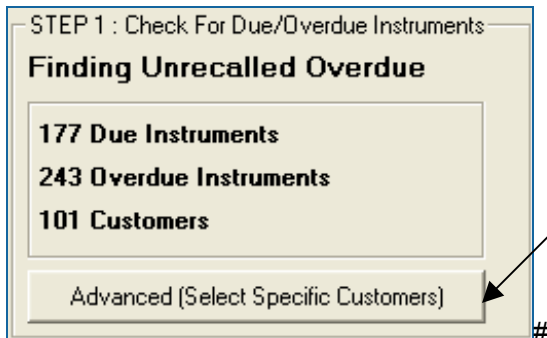 STEP 1 : Check For Due/Overdue Instruments
Finding Unrecalled Overdue
177 Due Instruments
243 Overdue Instruments
101 Customers
Advanced (Select Specific Customers)
#